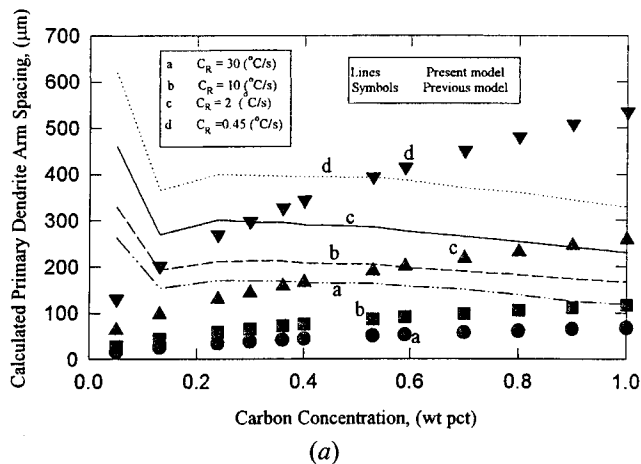 Calculated Primary Dendrite Arm Spacing, (μm)
700
600
500
400
300
200
100
0
a C_R = 30 (°C/s)
b C_R = 10 (°C/s)
c C_R = 2 (°C/s)
d C_R =0.45 (°C/s)
Lines Present model
Symbols Previous model
d
d
c
c
b
a
b
a
0.0 0.2 0.4 0.6 0.8 1.0
Carbon Concentration, (wt pct)
(a)